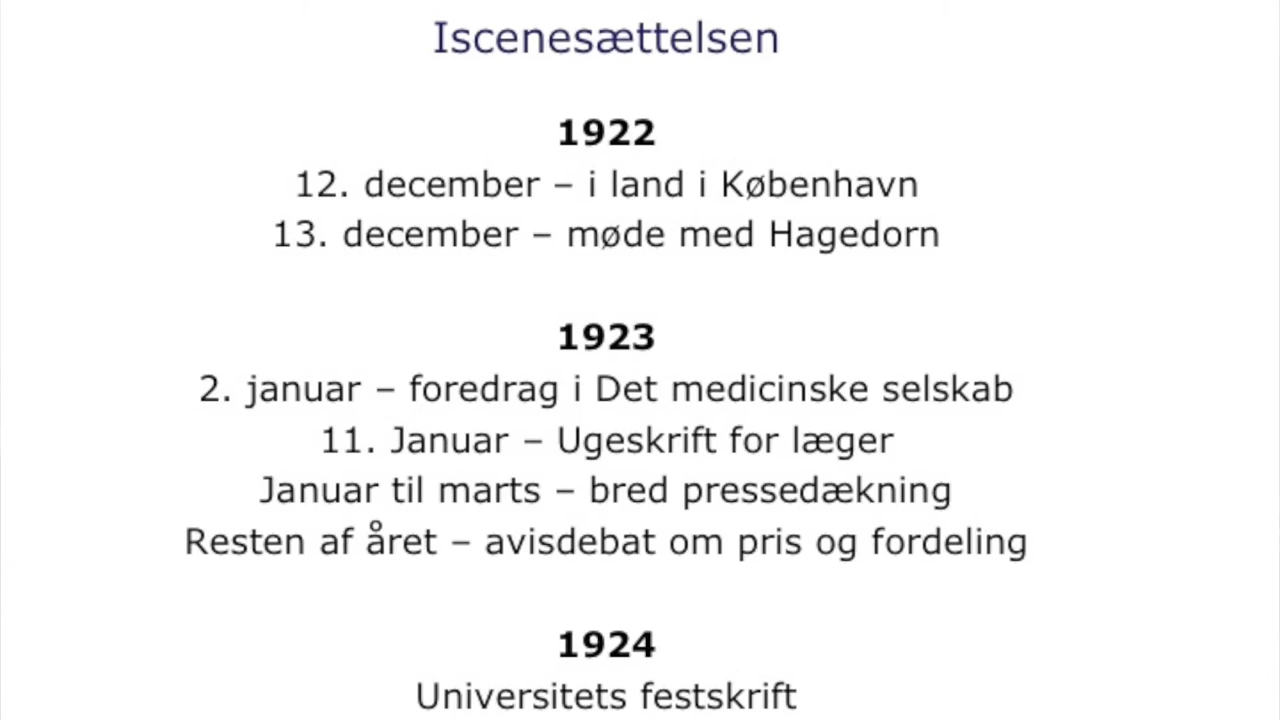 Iscenesættelsen
1922
12. december – i land i København
13. december – møde med Hagedorn
1923
2. januar – foredrag i Det medicinske selskab
11. Januar – Ugeskrift for læger
Januar til marts – bred pressedækning
Resten af året – avisdebat om pris og fordeling
1924
Universitets festskrift